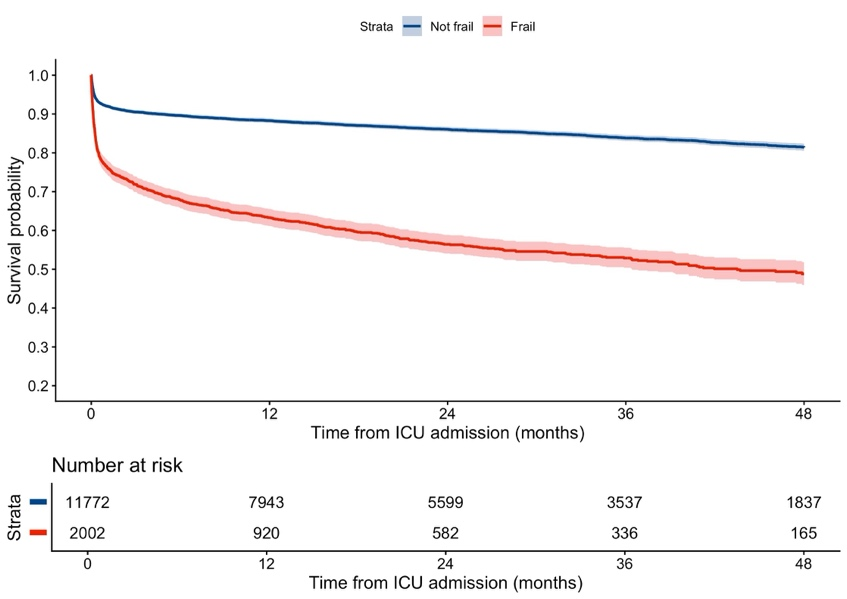 Strata Not frail Frail
Survival probability
1.0
0.9
0.8
0.7
0.6
0.5
0.4
0.3
0.2
0 12 24 36 48
Time from ICU admission (months)
Number at risk
Strata
11772 7943 5599 3537 1837
2002 920 582 336 165
0 12 24 36 48
Time from ICU admission (months)